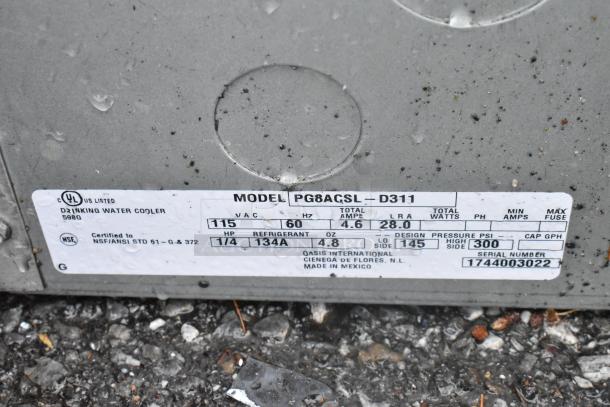 MODEL PG8ACSL-D311
C UL US LISTED
DRINKING WATER COOLER
598G
VAC HZ TOTAL AMPS LRA TOTAL WATTS PH MIN AMPS MAX FUSE
115 60 4.6 28.0
HP REFRIGERANT OZ -- DESIGN PRESSURE PSI -- CAP GPH
1/4 134A 4.8 LO SIDE 145 HIGH SIDE 300
NSF Certified to
NSF/ANSI STD 61-G & 372
OASIS INTERNATIONAL
CIENEGA DE FLORES, N.L.
MADE IN MEXICO
SERIAL NUMBER
1744003022
G